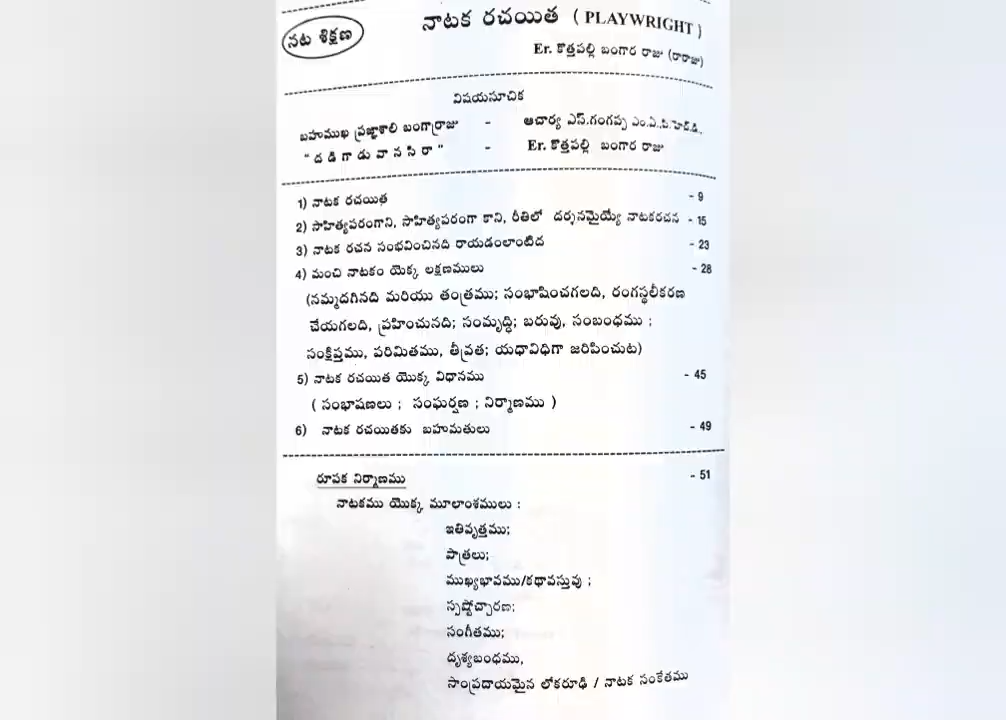 నాటక రచయిత ( PLAYWRIGHT )
నట శిక్షణ
Er. కొత్తపల్లి బంగార రాజు (రారాజు)
విషయసూచిక
బహుముఖ ప్రజ్ఞాశాలి బంగార్రాజు - ఆచార్య ఎస్.గంగప్ప ఎం.ఏ.,పి.హెచ్.డి.,
" ద డి గా డు వా న సి రా " - Er. కొత్తపల్లి బంగార రాజు
1) నాటక రచయిత - 9
2) సాహిత్యపరంగాని, సాహిత్యపరంగా కాని, రీతిలో దర్శనమైయ్యే నాటకరచన - 15
3) నాటక రచన సంభవించినది రాయడంలాంటిద - 23
4) మంచి నాటకం యొక్క లక్షణములు - 28
(నమ్మదగినది మరియు తంత్రము; సంభాషించగలది, రంగస్థలీకరణ
చేయగలది, ప్రహించునది; సంమృద్ధి; బరువు, సంబంధము ;
సంక్షిప్తము, పరిమితము, తీవ్రత; యధావిధిగా జరిపించుట)
5) నాటక రచయిత యొక్క విధానము - 45
( సంభాషణలు ; సంఘర్షణ ; నిర్మాణము )
6) నాటక రచయితకు బహుమతులు - 49
రూపక నిర్మాణము - 51
నాటకము యొక్క మూలాంశములు :
ఇతివృత్తము;
పాత్రలు;
ముఖ్యభావము/కథావస్తువు ;
స్పష్టోచ్చారణ;
సంగీతము;
దృశ్యబంధము,
సాంప్రదాయమైన లోకరూఢి / నాటక సంకేతము